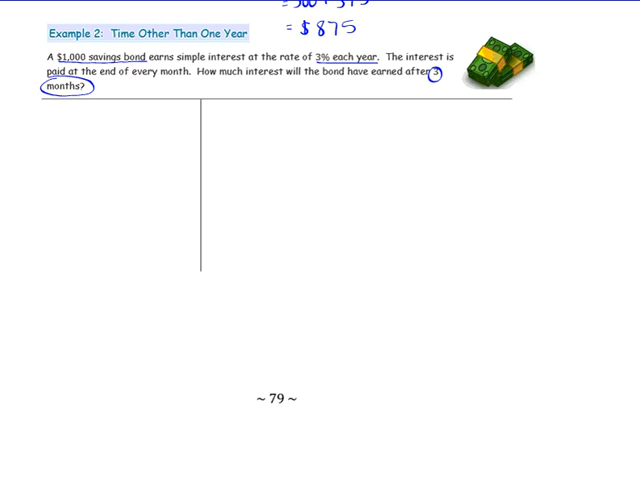 = $875
Example 2: Time Other Than One Year
A $1,000 savings bond earns simple interest at the rate of 3% each year. The interest is
paid at the end of every month. How much interest will the bond have earned after 3
months?
~ 79 ~